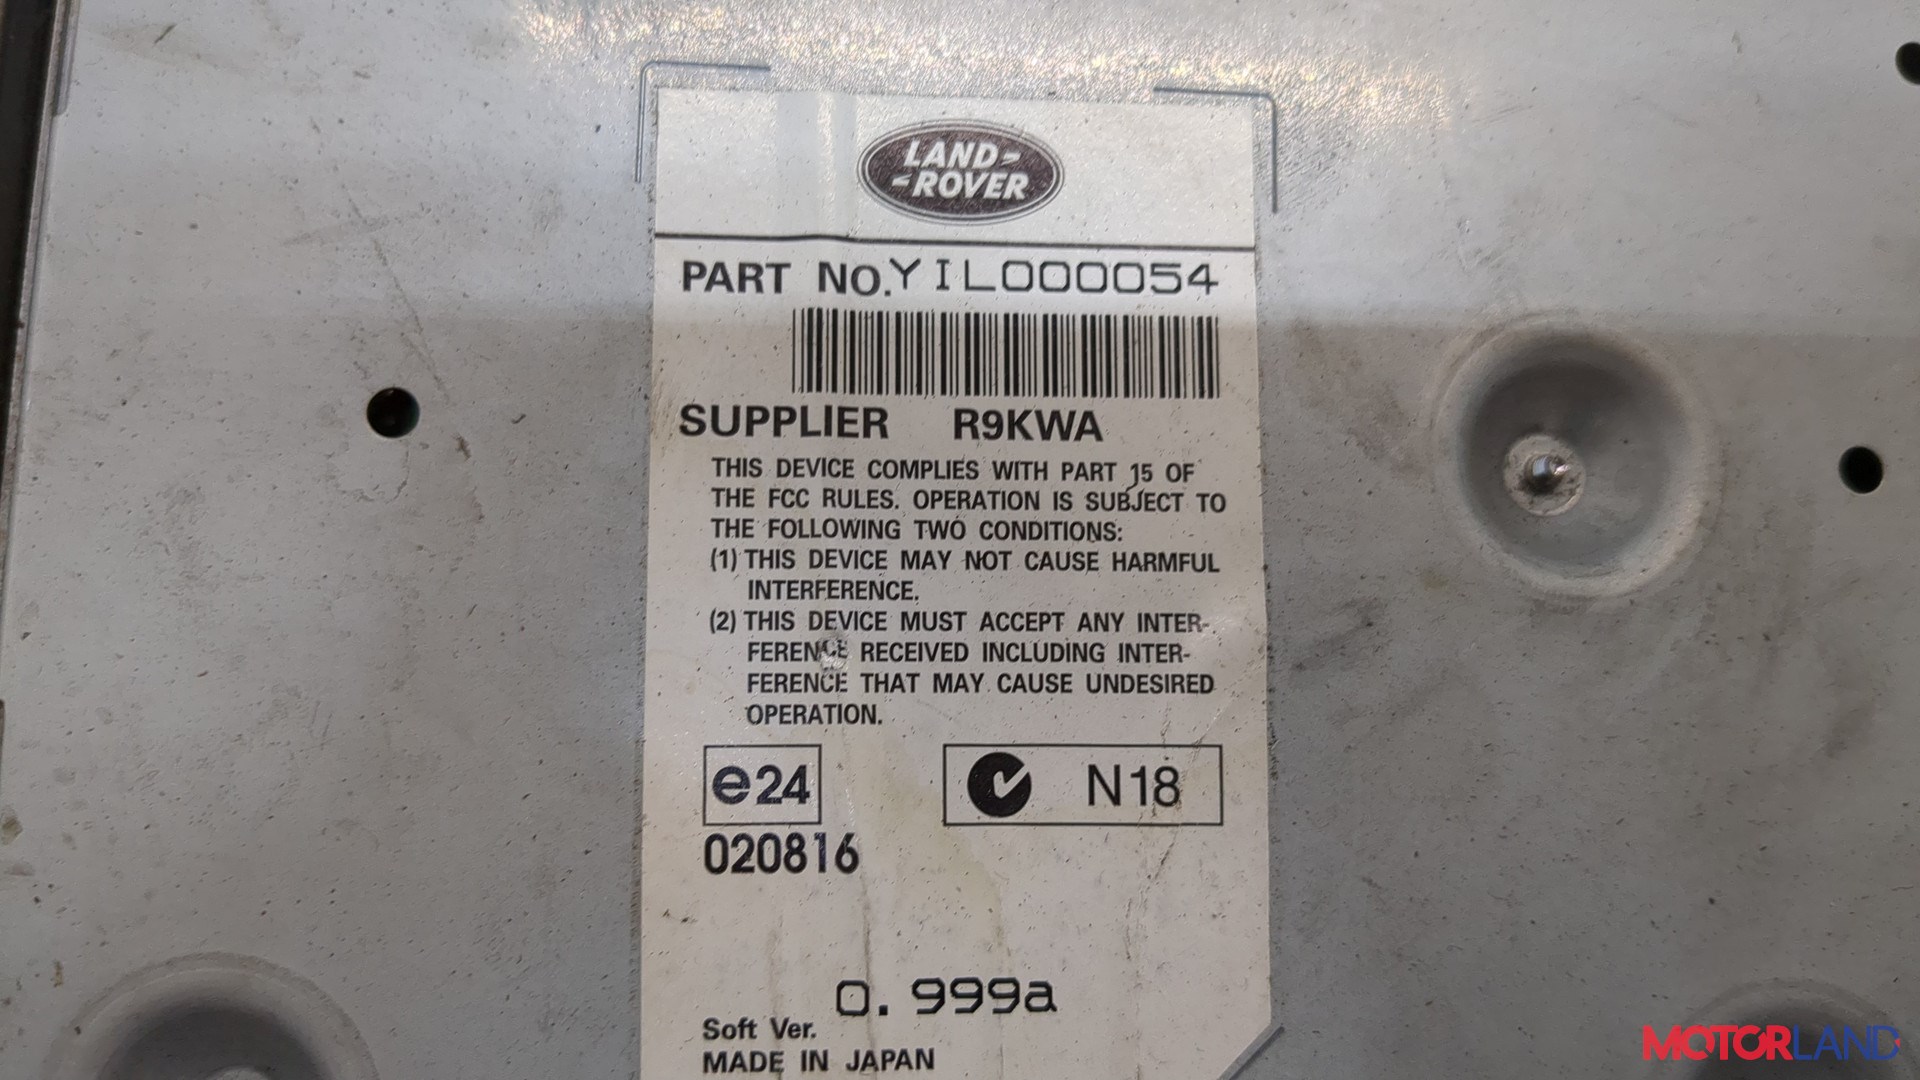 LAND-
-ROVER
PART NO. YIL000054
SUPPLIER R9KWA
THIS DEVICE COMPLIES WITH PART 15 OF
THE FCC RULES. OPERATION IS SUBJECT TO
THE FOLLOWING TWO CONDITIONS:
(1) THIS DEVICE MAY NOT CAUSE HARMFUL
INTERFERENCE.
(2) THIS DEVICE MUST ACCEPT ANY INTER-
FERENCE RECEIVED INCLUDING INTER-
FERENCE THAT MAY CAUSE UNDESIRED
OPERATION.
e24 N18
020816
Soft Ver. 0.999a
MADE IN JAPAN
MOTORLAND